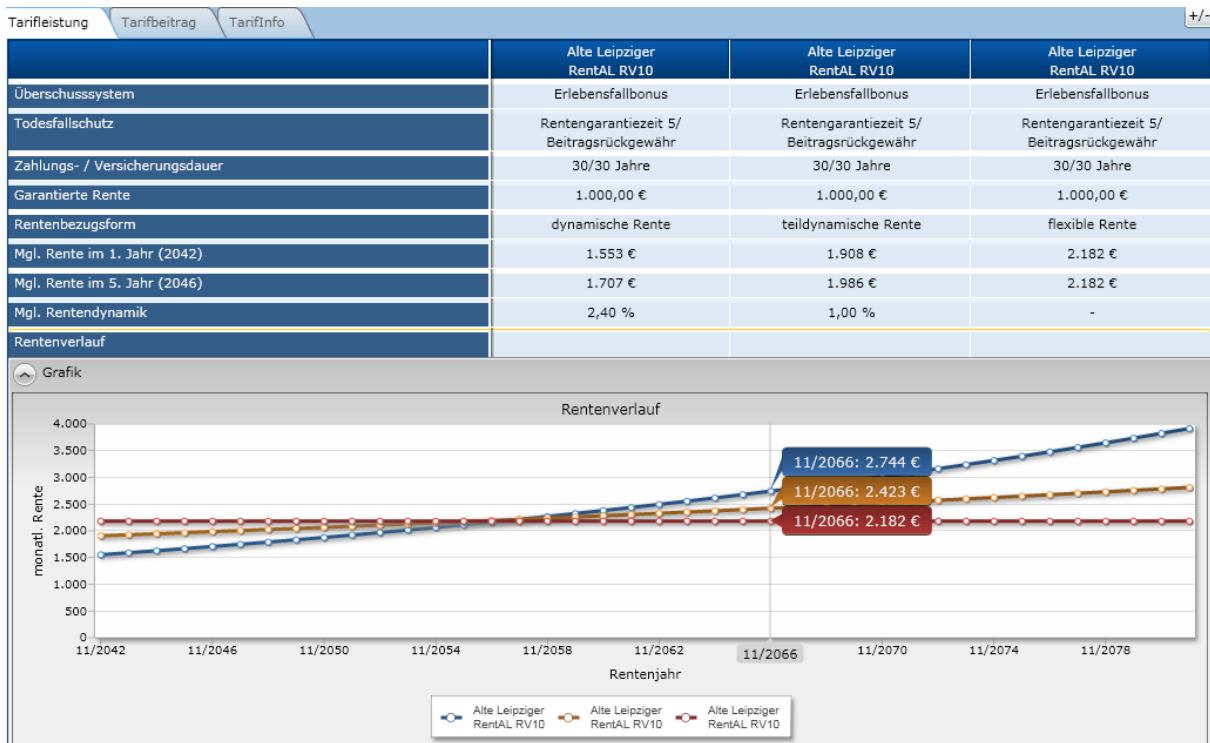 Tarifleistung Tarifbeitrag TarifInfo +/-
Alte Leipziger Alte Leipziger Alte Leipziger
RentAL RV10 RentAL RV10 RentAL RV10
Überschusssystem Erlebensfallbonus Erlebensfallbonus Erlebensfallbonus
Todesfallschutz Rentengarantiezeit 5/ Rentengarantiezeit 5/ Rentengarantiezeit 5/
Beitragsrückgewähr Beitragsrückgewähr Beitragsrückgewähr
Zahlungs- / Versicherungsdauer 30/30 Jahre 30/30 Jahre 30/30 Jahre
Garantierte Rente 1.000,00 € 1.000,00 € 1.000,00 €
Rentenbezugsform dynamische Rente teildynamische Rente flexible Rente
Mgl. Rente im 1. Jahr (2042) 1.553 € 1.908 € 2.182 €
Mgl. Rente im 5. Jahr (2046) 1.707 € 1.986 € 2.182 €
Mgl. Rentendynamik 2,40 % 1,00 % -
Rentenverlauf
Grafik
Rentenverlauf
4.000
3.500
3.000
2.500
2.000
1.500
1.000
500
0
monatl. Rente
11/2066: 2.744 €
11/2066: 2.423 €
11/2066: 2.182 €
11/2042 11/2046 11/2050 11/2054 11/2058 11/2062 11/2066 11/2070 11/2074 11/2078
Rentenjahr
Alte Leipziger Alte Leipziger Alte Leipziger
RentAL RV10 RentAL RV10 RentAL RV10